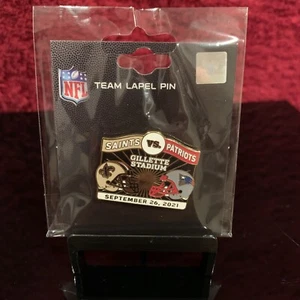 NFL
TEAM LAPEL PIN
SAINTS VS. PATRIOTS
GILLETTE
STADIUM
SEPTEMBER 26, 2021